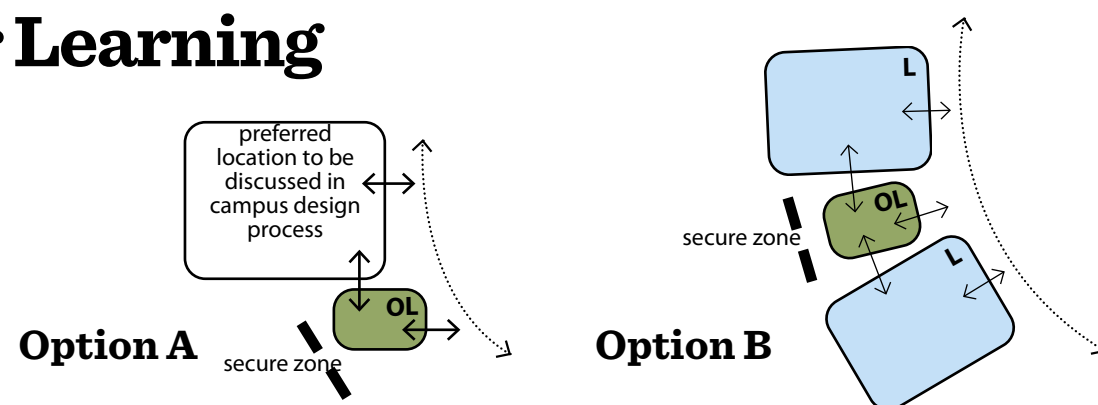 Learning
preferred
location to be
discussed in
campus design
process
OL
Option A
secure zone
L
OL
secure zone
L
Option B